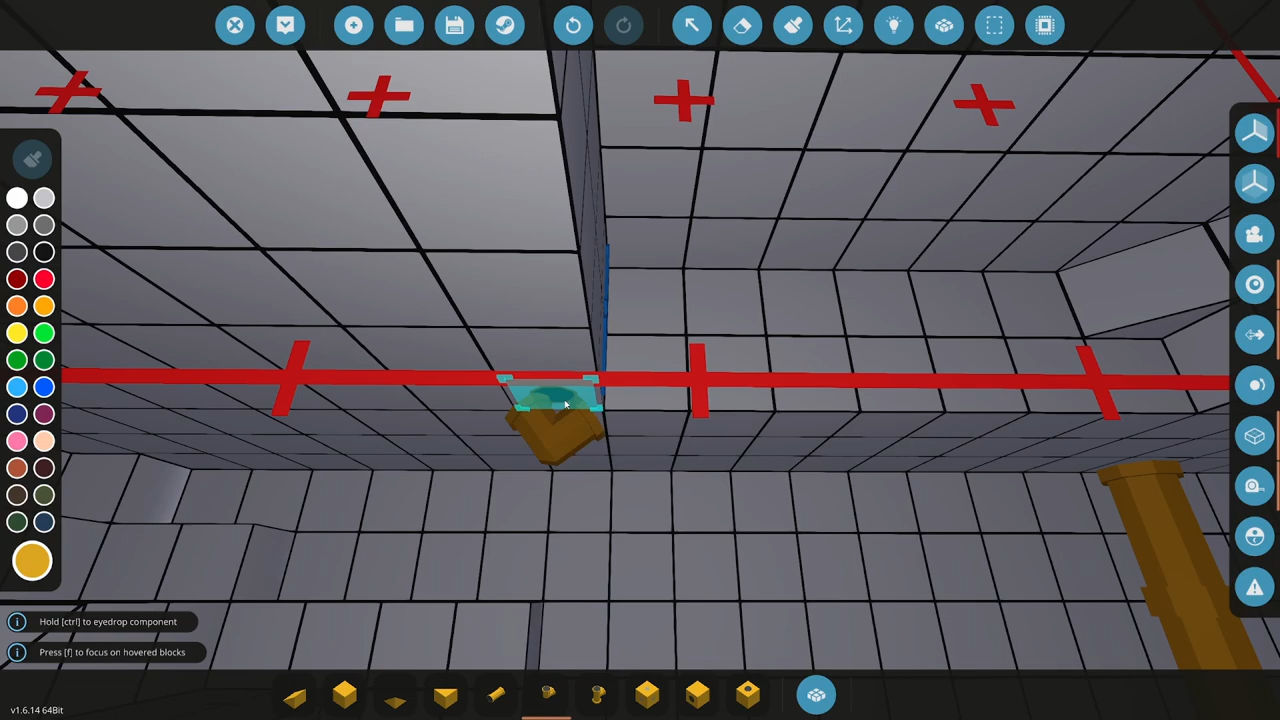 Hold [ctrl] to eyedrop component
Press [f] to focus on hovered blocks
v1.6.14 64Bit